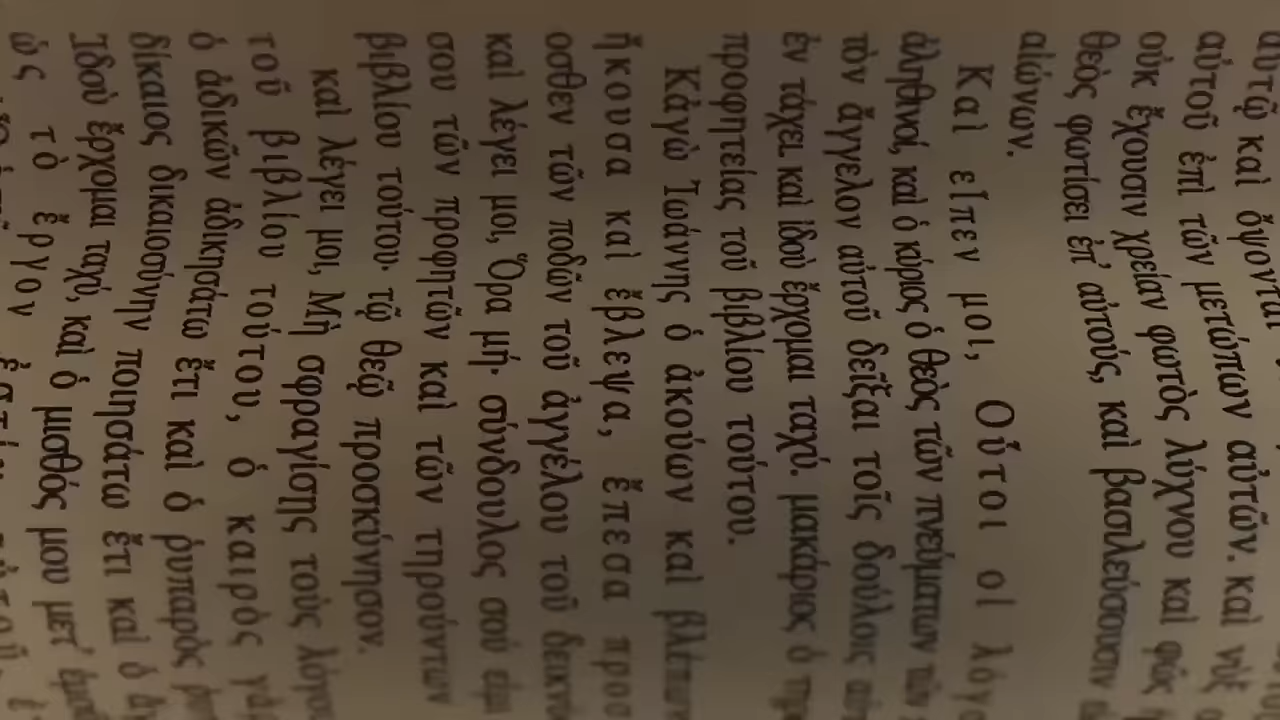 αὐτῷ καὶ ὄψονται
αὐτοῦ ἐπὶ τῶν μετώπων αὐτῶν. καὶ νὺξ
οὐκ ἔχουσιν χρείαν φωτὸς λύχνου καὶ φῶς
θεὸς φωτίσει ἐπ’ αὐτούς, καὶ βασιλεύσουσιν
αἰώνων.
Καὶ εἶπέν μοι, Οὗτοι οἱ
ἀληθινοί, καὶ ὁ κύριος ὁ θεὸς τῶν πνευμάτων τῶν
τὸν ἄγγελον αὐτοῦ δεῖξαι τοῖς δούλοις
ἐν τάχει. καὶ ἰδοὺ ἔρχομαι ταχύ. μακάριος ὁ
προφητείας τοῦ βιβλίου τούτου.
Κἀγὼ Ἰωάννης ὁ ἀκούων καὶ
ἤκουσα καὶ ἔβλεψα, ἔπεσα
οσθεν τῶν ποδῶν τοῦ ἀγγέλου τοῦ
καὶ λέγει μοι, Ὅρα μή· σύνδουλός σού εἰμι
σου τῶν προφητῶν καὶ τῶν τηρούντων
βιβλίου τούτου· τῷ θεῷ προσκύνησον.
καὶ λέγει μοι, Μὴ σφραγίσῃς τοὺς
τοῦ βιβλίου τούτου, ὁ καιρὸς
ὁ ἀδικῶν ἀδικησάτω ἔτι καὶ ὁ ῥυπαρὸς
δίκαιος δικαιοσύνην ποιησάτω ἔτι καὶ ὁ
Ἰδοὺ ἔρχομαι ταχύ, καὶ ὁ μισθός μου μετ’
ὡς τὸ ἔργον